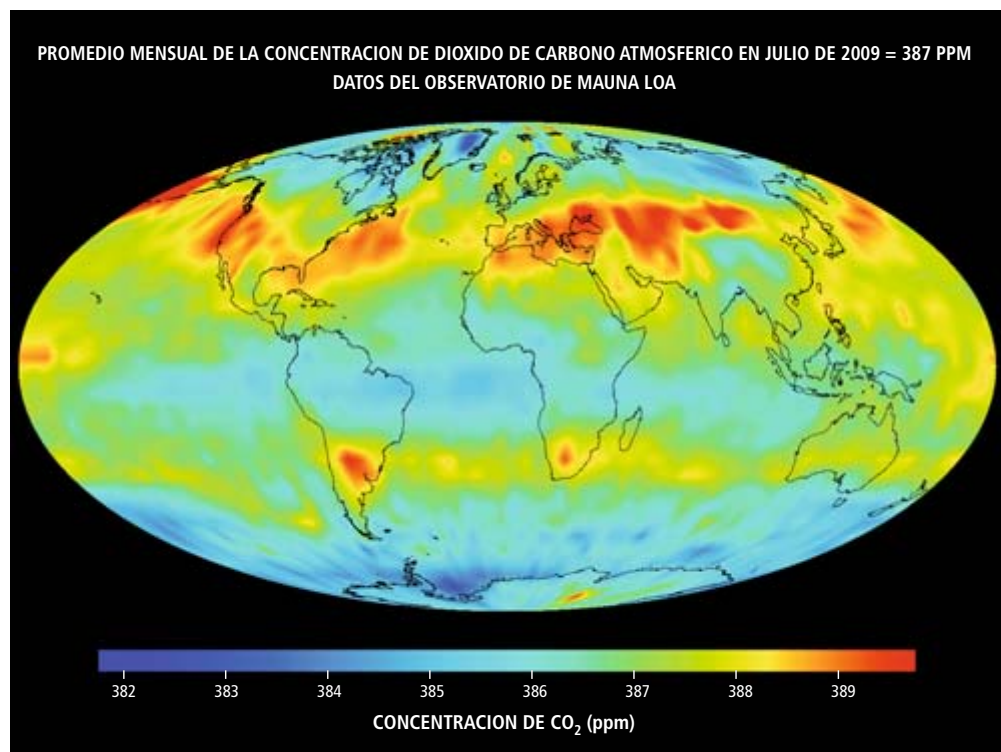 PROMEDIO MENSUAL DE LA CONCENTRACION DE DIOXIDO DE CARBONO ATMOSFERICO EN JULIO DE 2009 = 387 PPM
DATOS DEL OBSERVATORIO DE MAUNA LOA
382 383 384 385 386 387 388 389
CONCENTRACION DE CO₂ (ppm)